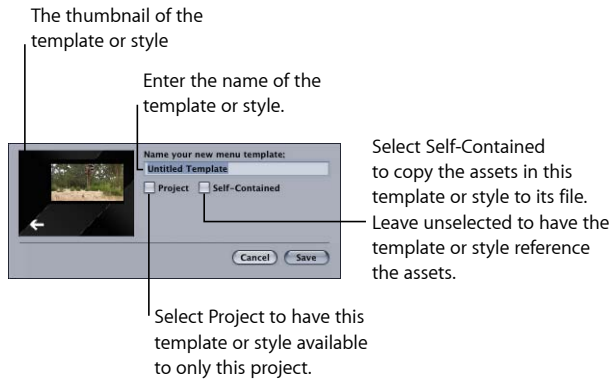 The thumbnail of the
template or style
Enter the name of the
template or style.
Name your new menu template:
Untitled Template
Project
Self-Contained
Cancel
Save
Select Self-Contained
to copy the assets in this
template or style to its file.
Leave unselected to have the
template or style reference
the assets.
Select Project to have this
template or style available
to only this project.